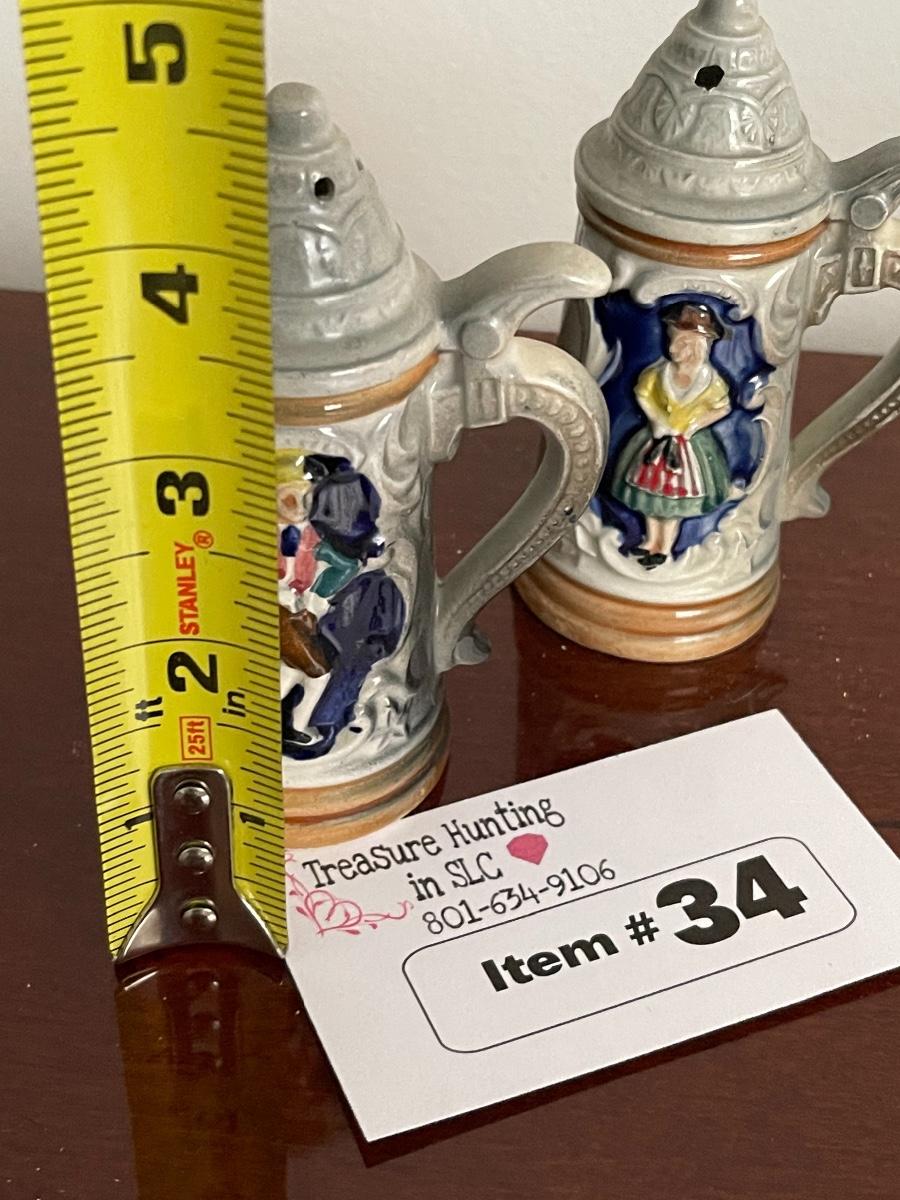 5
4
3
STANLEY®
2
ft
in
25ft
1 1
Treasure Hunting
in SLC
801-634-9106
Item # 34